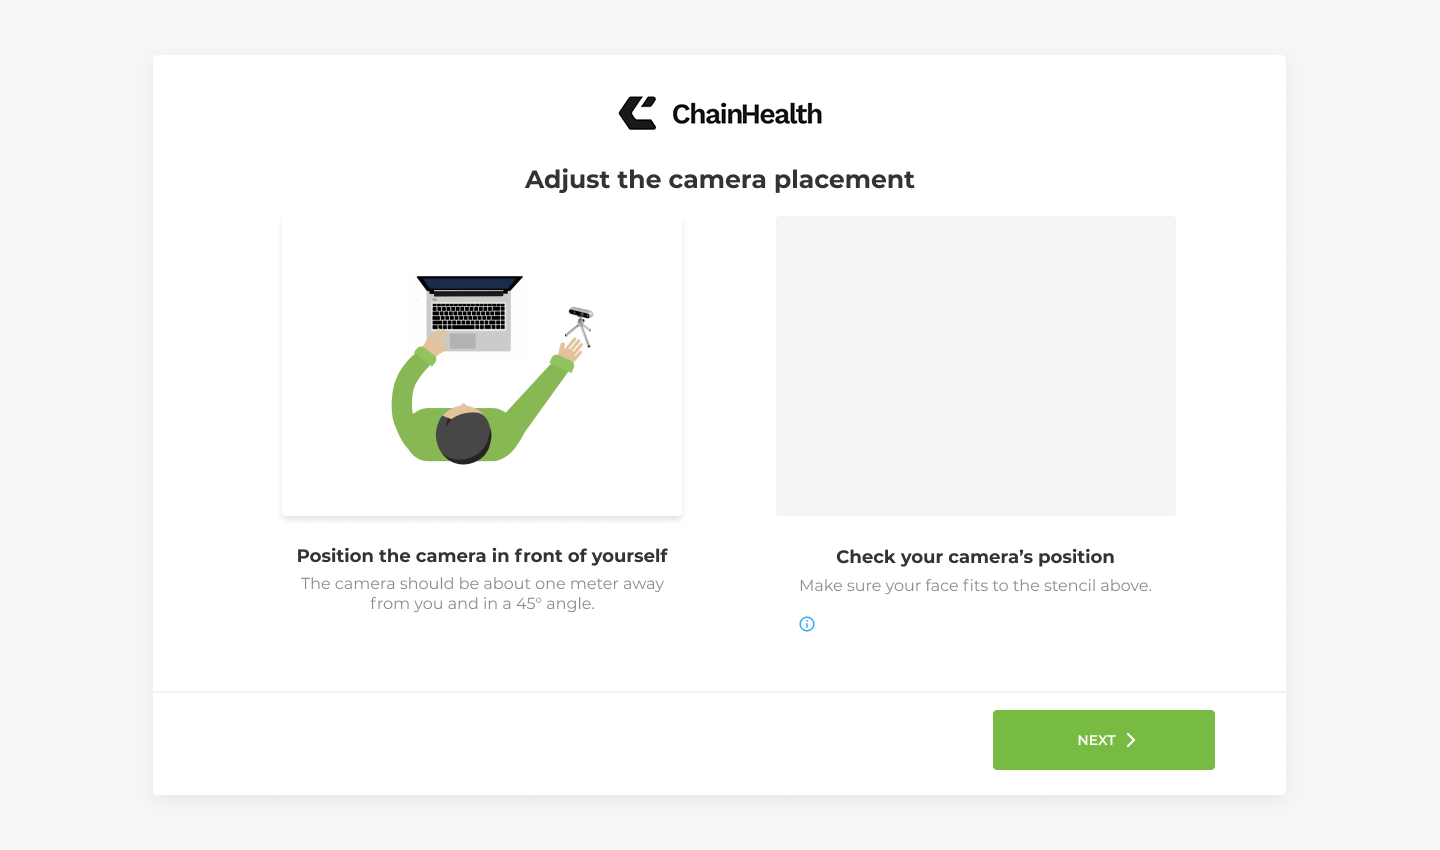 ChainHealth
Adjust the camera placement
Position the camera in front of yourself
The camera should be about one meter away
from you and in a 45° angle.
Check your camera’s position
Make sure your face fits to the stencil above.
NEXT